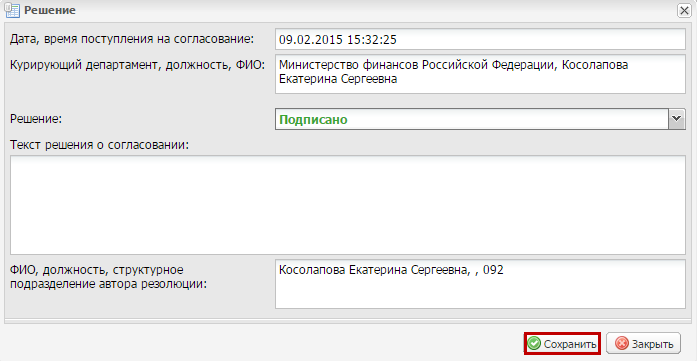 Решение
Дата, время поступления на согласование:
09.02.2015 15:32:25
Курирующий департамент, должность, ФИО:
Министерство финансов Российской Федерации, Косолапова
Екатерина Сергеевна
Решение:
Подписано
Текст решения о согласовании:
ФИО, должность, структурное
подразделение автора резолюции:
Косолапова Екатерина Сергеевна, , 092
Сохранить
Закрыть